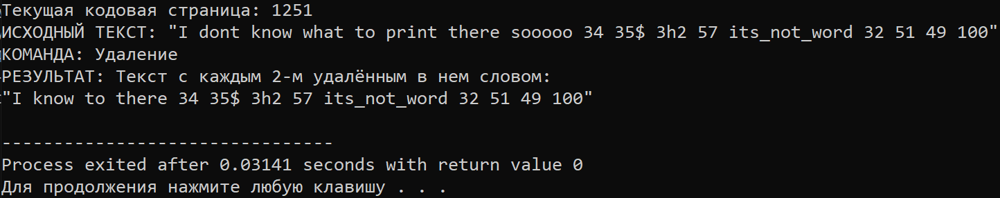 Текущая кодовая страница: 1251
ИСХОДНЫЙ ТЕКСТ: "I dont know what to print there sooooo 34 35$ 3h2 57 its_not_word 32 51 49 100"
КОМАНДА: Удаление
РЕЗУЛЬТАТ: Текст с каждым 2-м удалённым в нем словом:
"I know to there 34 35$ 3h2 57 its_not_word 32 51 49 100"
--------------------------------
Process exited after 0.03141 seconds with return value 0
Для продолжения нажмите любую клавишу . . .